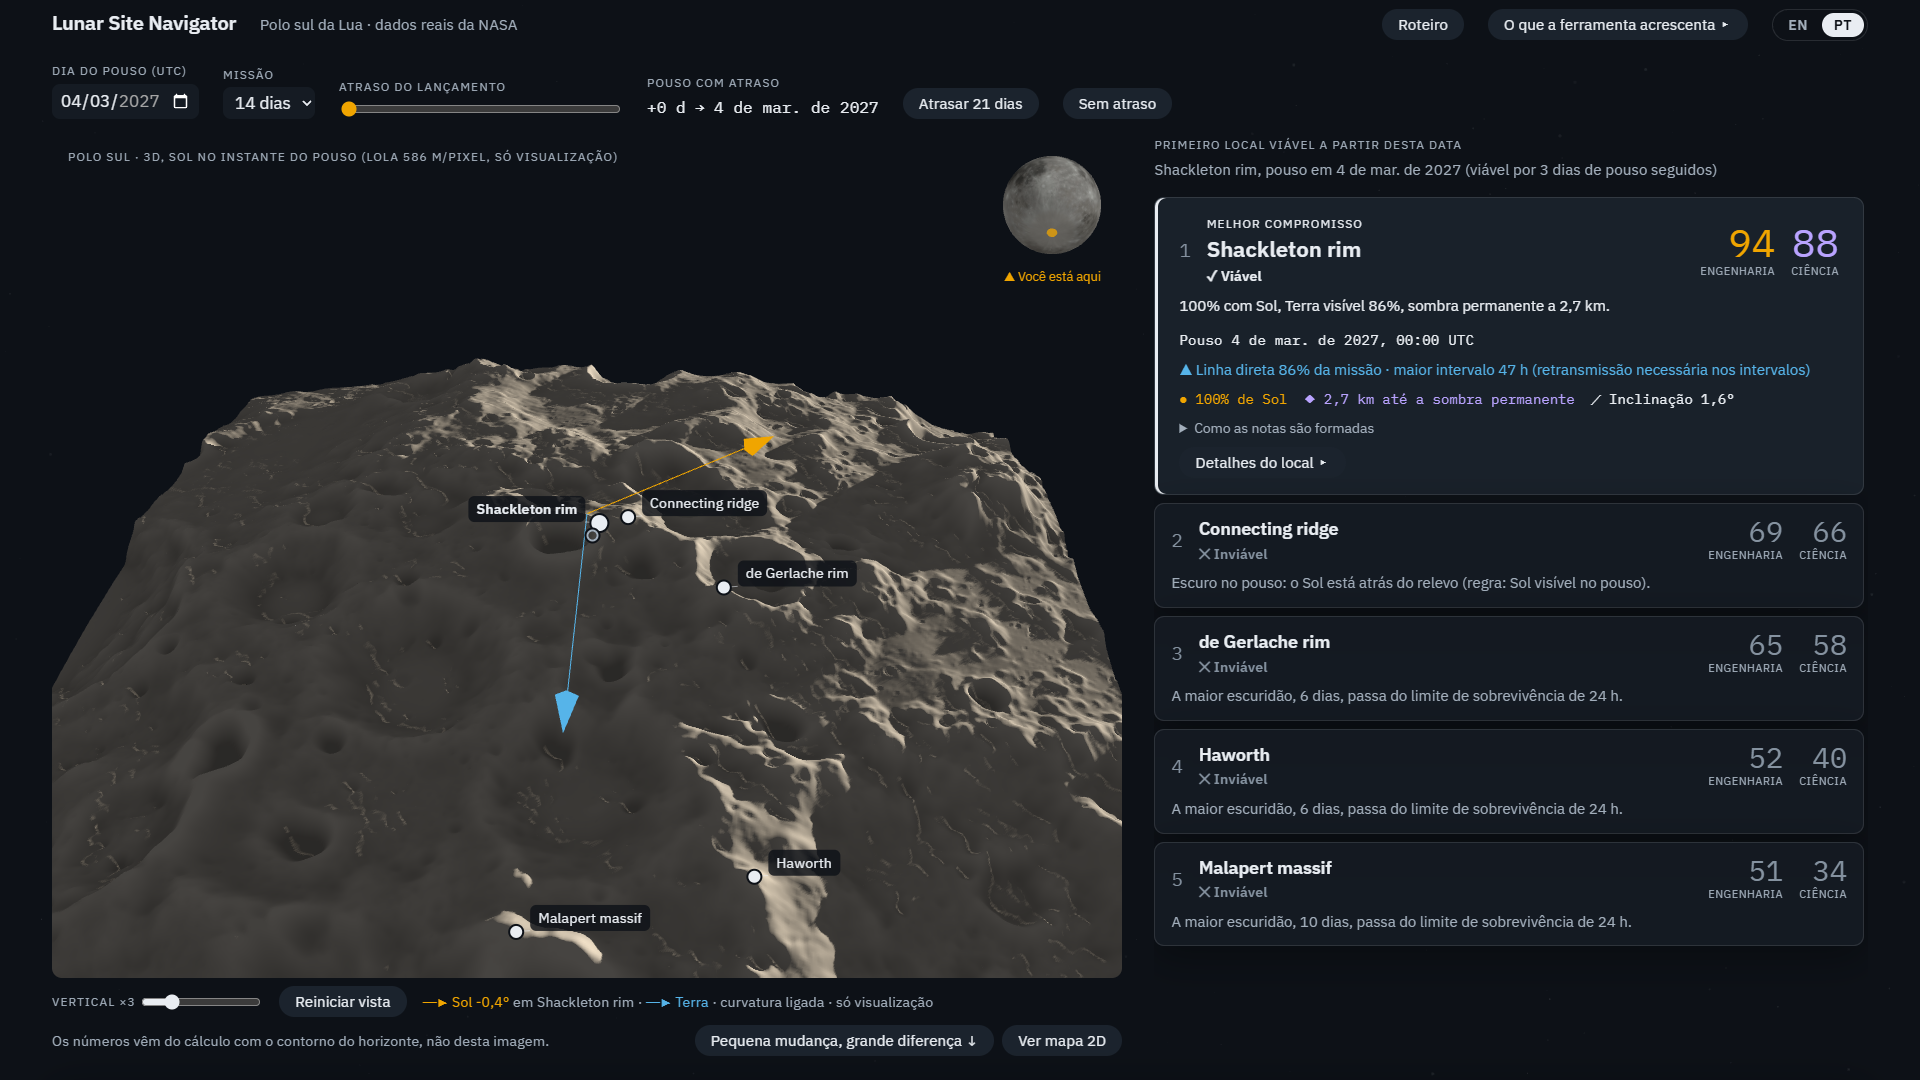 Lunar Site Navigator
Polo sul da Lua · dados reais da NASA
Roteiro
O que a ferramenta acrescenta ▸
EN
PT
DIA DO POUSO (UTC)
04/03/2027
MISSÃO
14 dias
ATRASO DO LANÇAMENTO
POUSO COM ATRASO
+0 d → 4 de mar. de 2027
Atrasar 21 dias
Sem atraso
POLO SUL · 3D, SOL NO INSTANTE DO POUSO (LOLA 586 M/PIXEL, SÓ VISUALIZAÇÃO)
▲ Você está aqui
Shackleton rim
Connecting ridge
de Gerlache rim
Haworth
Malapert massif
VERTICAL ×3
Reiniciar vista
Sol -0,4° em Shackleton rim · Terra · curvatura ligada · só visualização
Os números vêm do cálculo com o contorno do horizonte, não desta imagem.
Pequena mudança, grande diferença ↓
Ver mapa 2D
PRIMEIRO LOCAL VIÁVEL A PARTIR DESTA DATA
Shackleton rim, pouso em 4 de mar. de 2027 (viável por 3 dias de pouso seguidos)
MELHOR COMPROMISSO
1 Shackleton rim
✓ Viável
94 88
ENGENHARIA CIÊNCIA
100% com Sol, Terra visível 86%, sombra permanente a 2,7 km.
Pouso 4 de mar. de 2027, 00:00 UTC
▲ Linha direta 86% da missão · maior intervalo 47 h (retransmissão necessária nos intervalos)
● 100% de Sol ◆ 2,7 km até a sombra permanente ⁄ Inclinação 1,6°
▶ Como as notas são formadas
Detalhes do local ▸
2 Connecting ridge
✕ Inviável
69 66
ENGENHARIA CIÊNCIA
Escuro no pouso: o Sol está atrás do relevo (regra: Sol visível no pouso).
3 de Gerlache rim
✕ Inviável
65 58
ENGENHARIA CIÊNCIA
A maior escuridão, 6 dias, passa do limite de sobrevivência de 24 h.
4 Haworth
✕ Inviável
52 40
ENGENHARIA CIÊNCIA
A maior escuridão, 6 dias, passa do limite de sobrevivência de 24 h.
5 Malapert massif
✕ Inviável
51 34
ENGENHARIA CIÊNCIA
A maior escuridão, 10 dias, passa do limite de sobrevivência de 24 h.